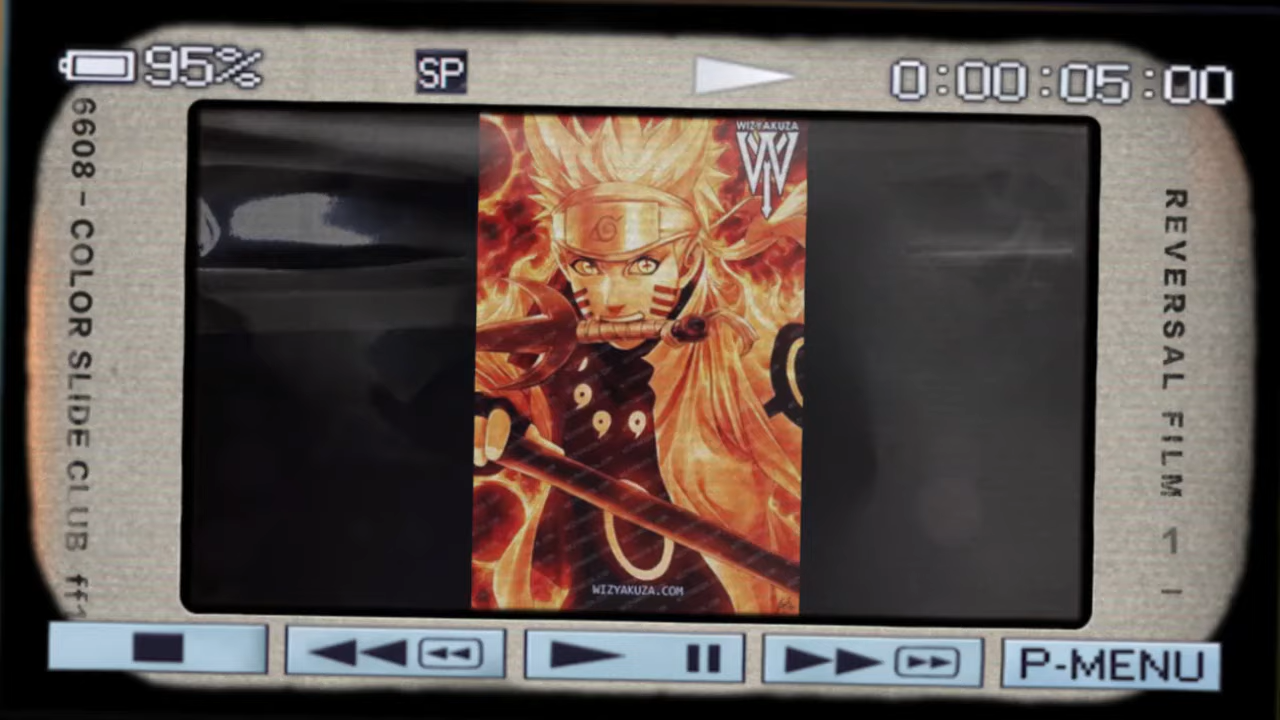 95%
SP
0:00:05:00
6608 - COLOR SLIDE CLUB
REVERSAL FILM 1
WIZYAKUZA
WIZYAKUZA.COM
P-MENU